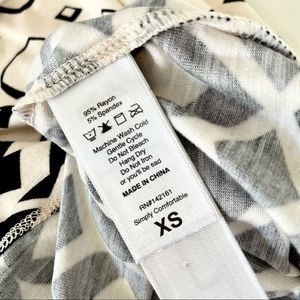 95% Rayon
5% Spandex
Machine Wash Cold
Gentle Cycle
Do Not Bleach
Hang Dry
Do Not Iron
or you'll be sad
MADE IN CHINA
RN#142161
Simply Comfortable
XS